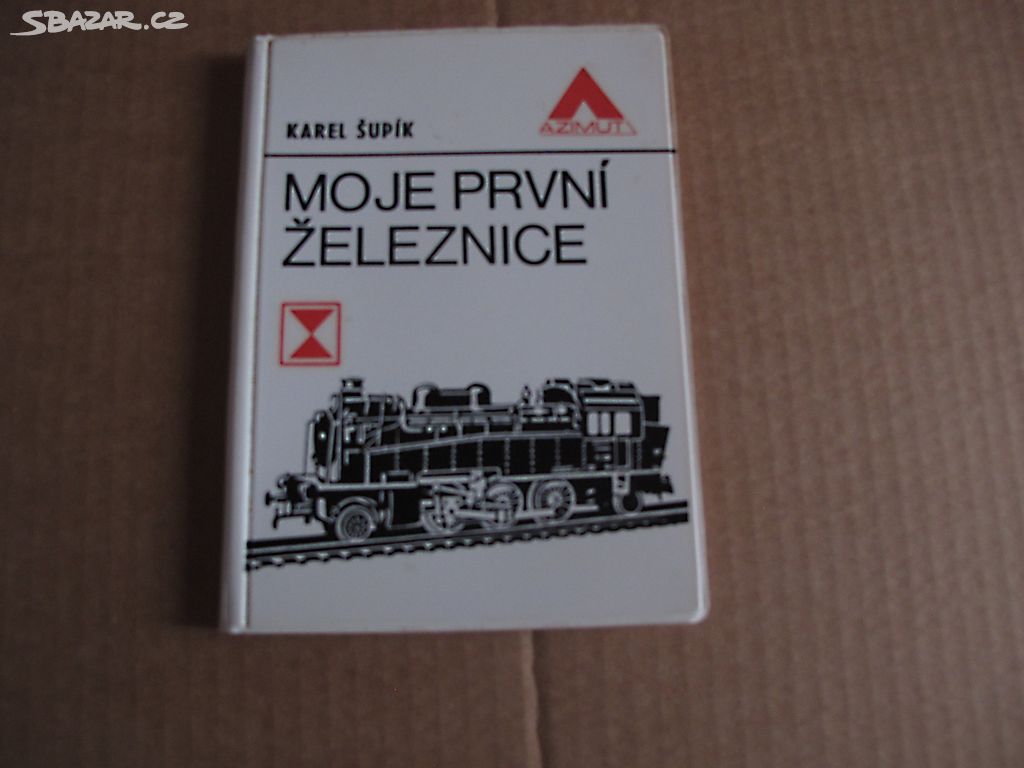 SBAZAR.CZ
KAREL ŠUPÍK
AZIMUT
MOJE PRVNÍ
ŽELEZNICE